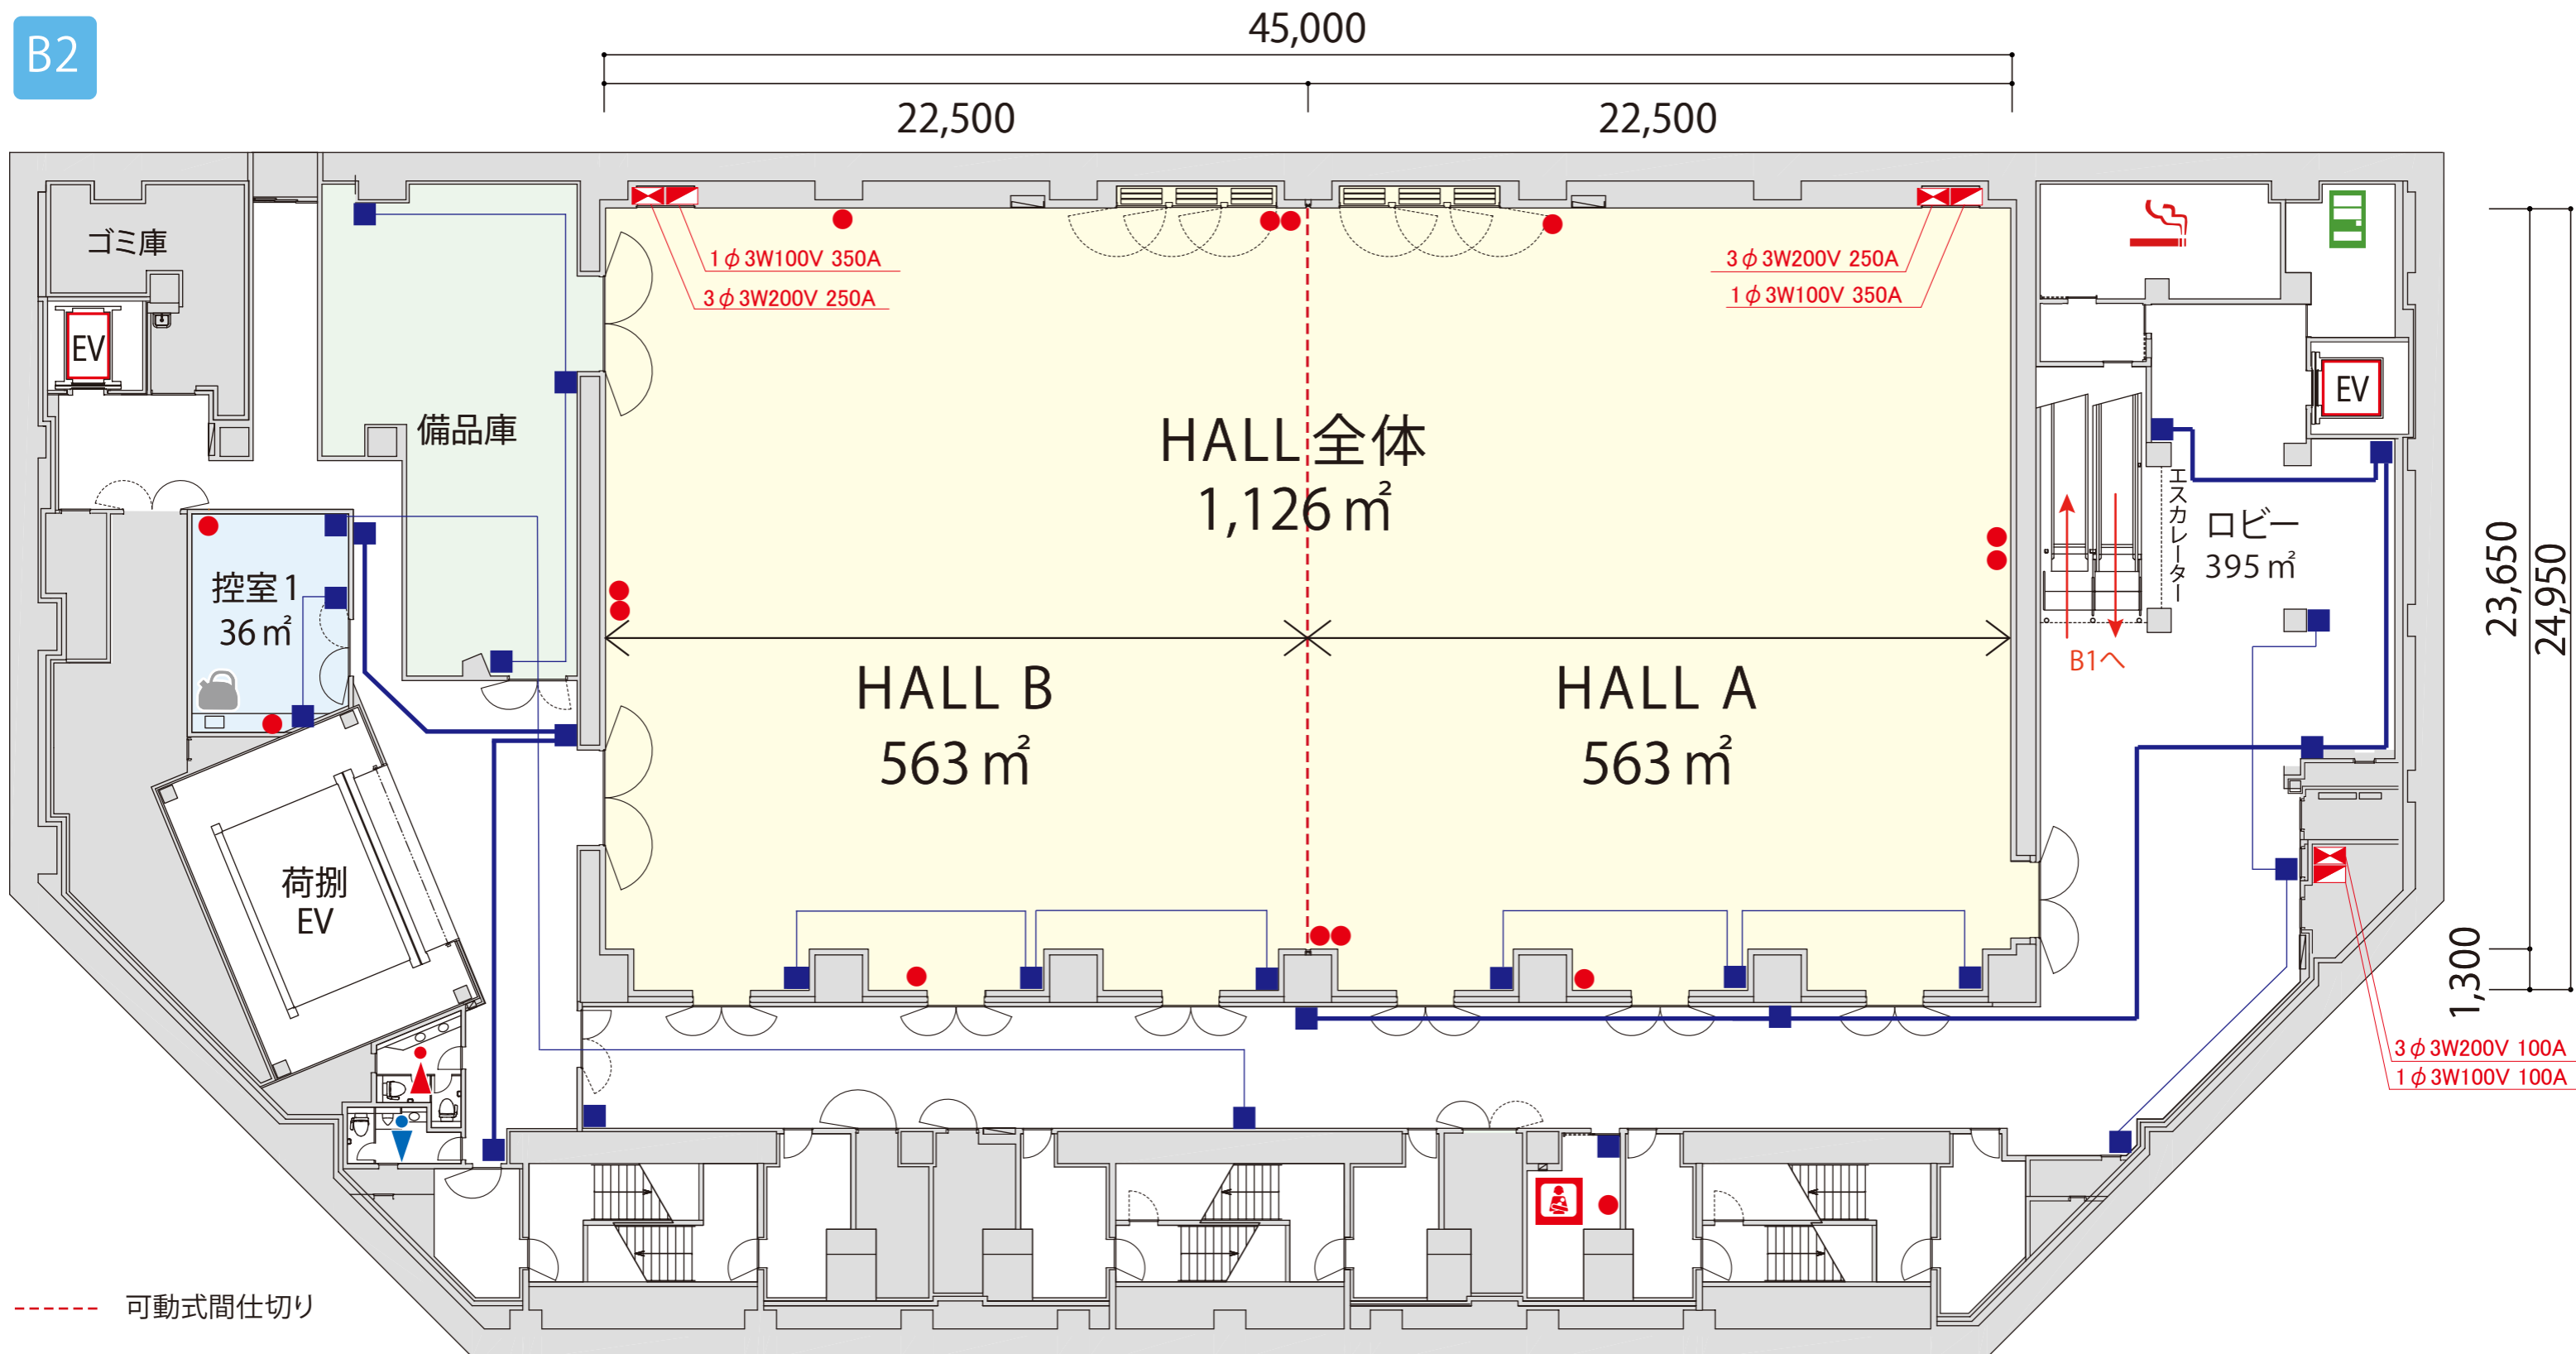 B2
45,000
22,500
22,500
ゴミ庫
EV
備品庫
1φ3W100V 350A
3φ3W200V 250A
3φ3W200V 250A
1φ3W100V 350A
EV
HALL 全体
1,126㎡
エスカレーター
ロビー
395㎡
B1へ
23,650
24,950
1,300
控室1
36㎡
HALL B
563㎡
HALL A
563㎡
荷捌
EV
3φ3W200V 100A
1φ3W100V 100A
可動式間仕切り